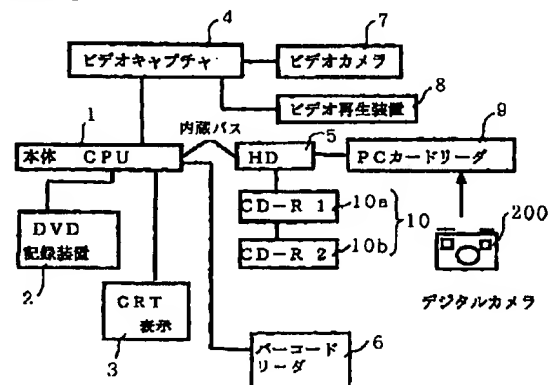 4
7
ビデオキャプチャ
ビデオカメラ
8
ビデオ再生装置
1
内蔵バス
5
9
本体 CPU
HD
PCカードリーダ
CD-R 1
10a
10
200
CD-R 2
10b
DVD
記録装置
2
デジタルカメラ
CRT
表示
3
バーコード
リーダ
6